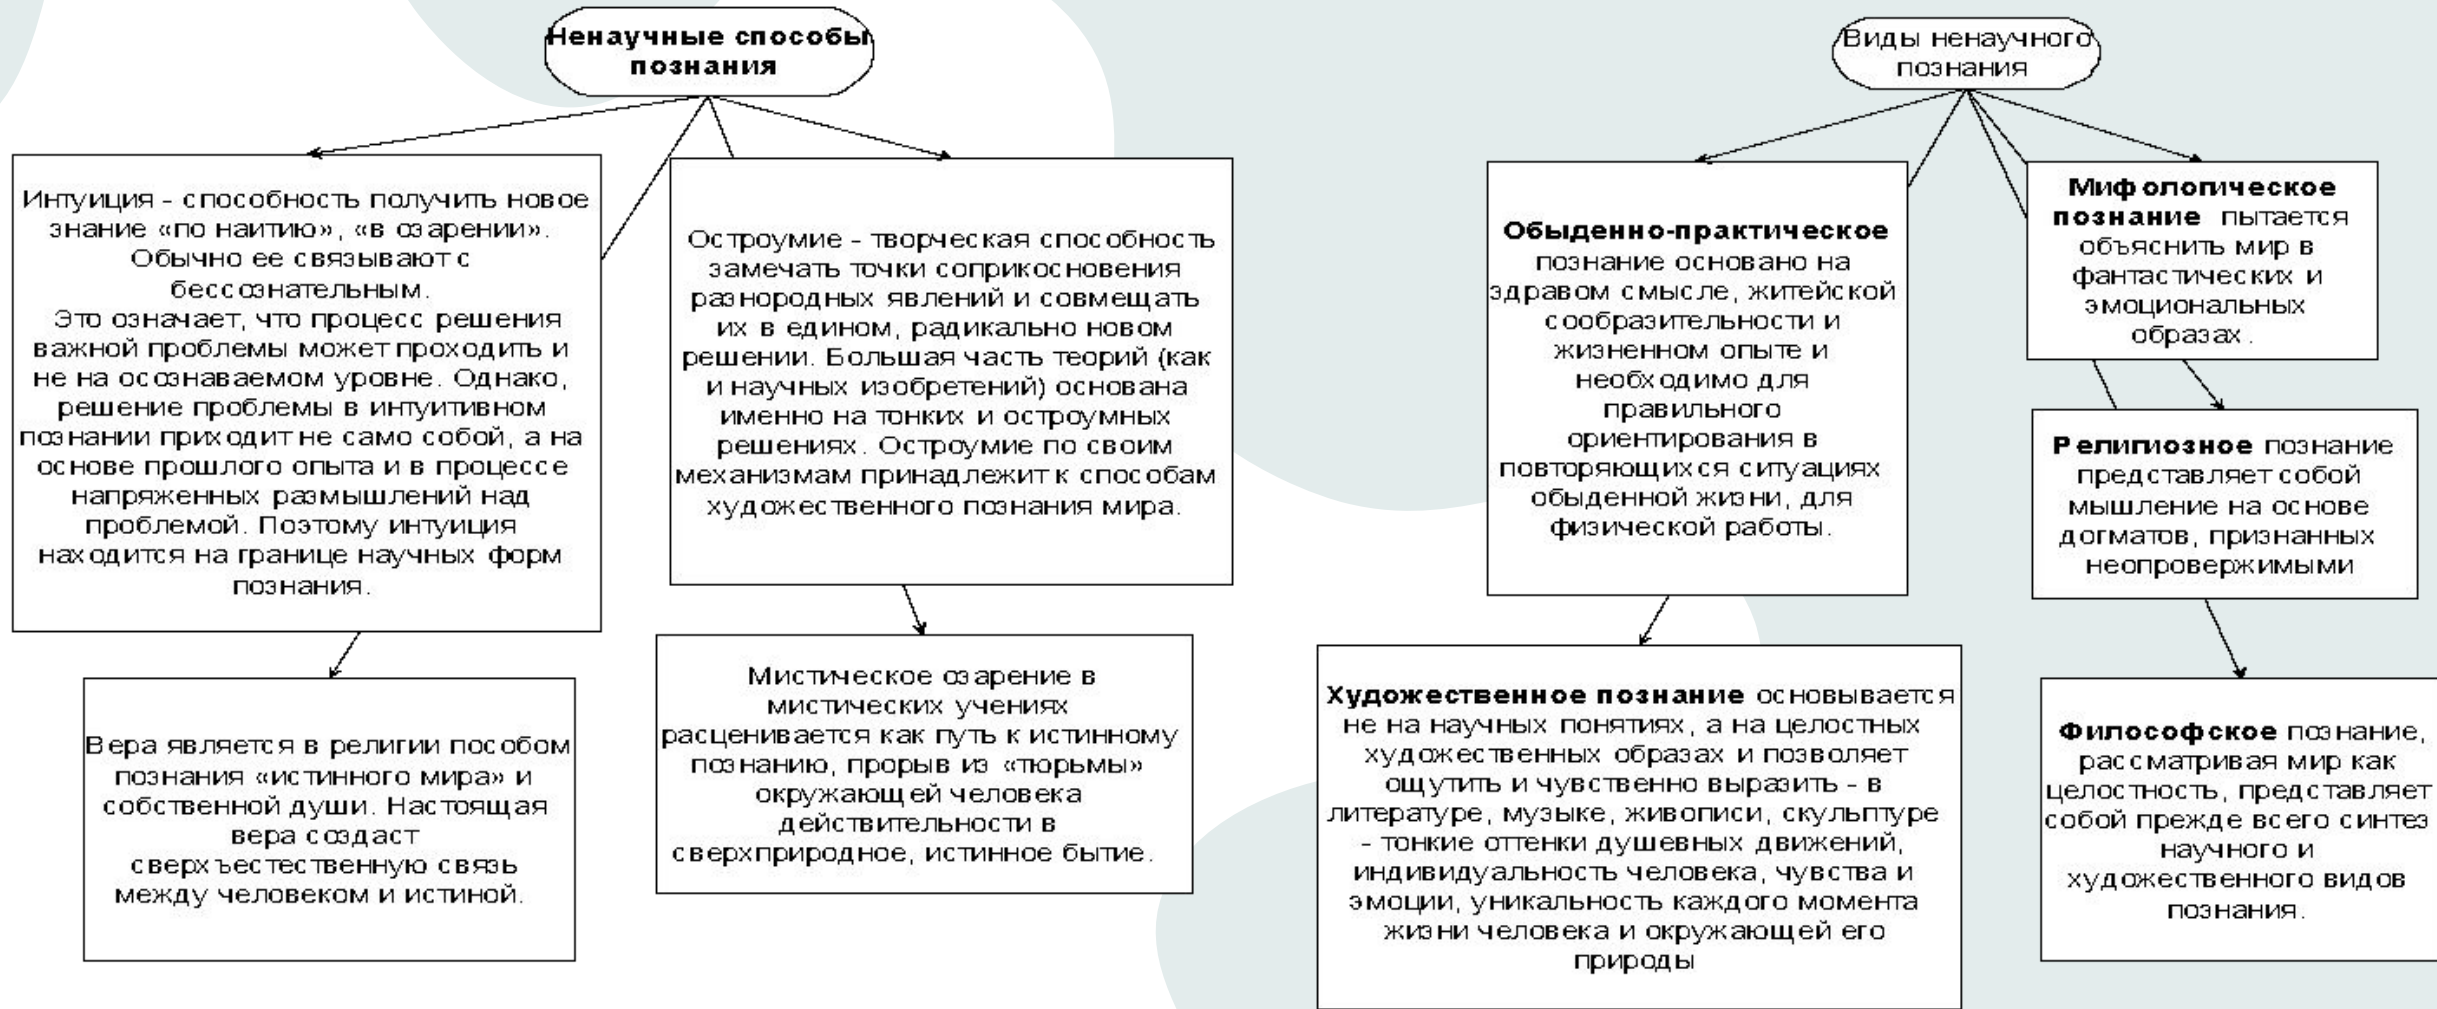 Ненаучные способы
познания
Интуиция - способность получить новое
знание «по наитию», «в озарении».
Обычно ее связывают с
бессознательным.
Это означает, что процесс решения
важной проблемы может проходить и
не на осознаваемом уровне. Однако,
решение проблемы в интуитивном
познании приходит не само собой, а на
основе прошлого опыта и в процессе
напряженных размышлений над
проблемой. Поэтому интуиция
находится на границе научных форм
познания.
Остроумие - творческая способность
замечать точки соприкосновения
разнородных явлений и совмещать
их в едином, радикально новом
решении. Большая часть теорий (как
и научных изобретений) основана
именно на тонких и остроумных
решениях. Остроумие по своим
механизмам принадлежит к способам
художественного познания мира.
Вера является в религии пособом
познания «истинного мира» и
собственной души. Настоящая
вера создаст
сверхъестественную связь
между человеком и истиной.
Мистическое озарение в
мистических учениях
расценивается как путь к истинному
познанию, прорыв из «тюрьмы»
окружающей человека
действительности в
сверхприродное, истинное бытие.
Виды ненаучного
познания
Обыденно-практическое
познание основано на
здравом смысле, житейской
сообразительности и
жизненном опыте и
необходимо для
правильного
ориентирования в
повторяющихся ситуациях
обыденной жизни, для
физической работы.
Мифологическое
познание пытается
объяснить мир в
фантастических и
эмоциональных
образах.
Религиозное познание
представляет собой
мышление на основе
догматов, признанных
неопровержимыми
Художественное познание основывается
не на научных понятиях, а на целостных
художественных образах и позволяет
ощутить и чувственно выразить - в
литературе, музыке, живописи, скульптуре
- тонкие оттенки душевных движений,
индивидуальность человека, чувства и
эмоции, уникальность каждого момента
жизни человека и окружающей его
природы
Философское познание,
рассматривая мир как
целостность, представляет
собой прежде всего синтез
научного и
художественного видов
познания.